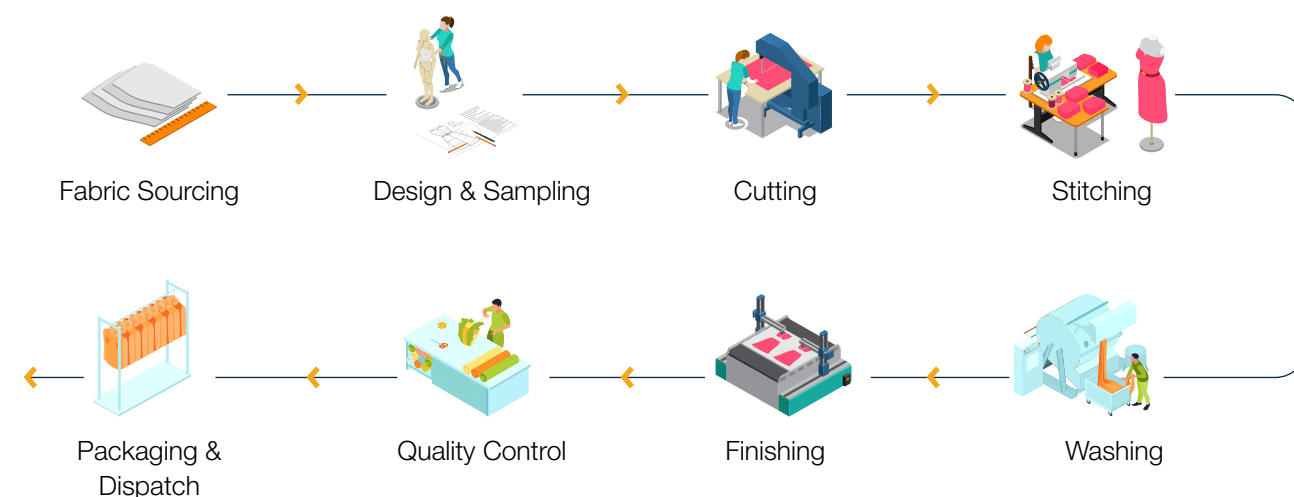 Fabric Sourcing
Design & Sampling
Cutting
Stitching
Packaging &
Dispatch
Quality Control
Finishing
Washing